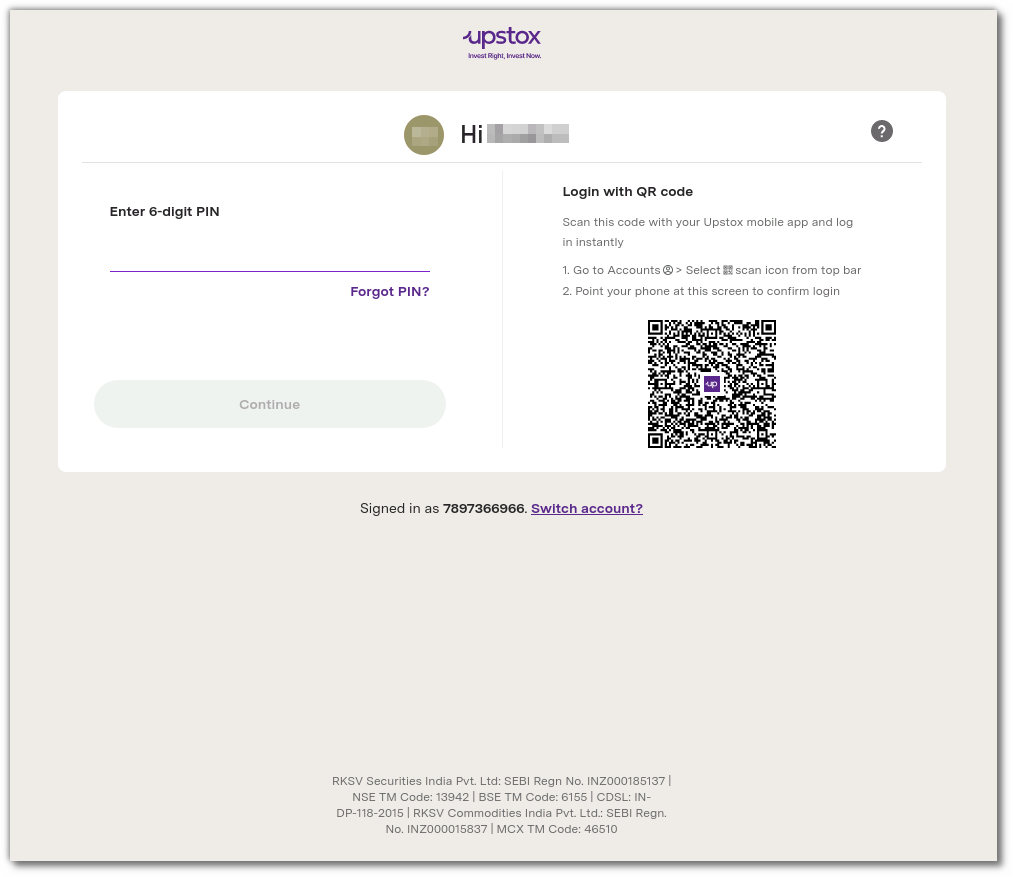 upstox
Invest Right, Invest Now.
Hi
?
Enter 6-digit PIN
Forgot PIN?
Continue
Login with QR code
Scan this code with your Upstox mobile app and log
in instantly
1. Go to Accounts > Select scan icon from top bar
2. Point your phone at this screen to confirm login
up
Signed in as 7897366966. Switch account?
RKSV Securities India Pvt. Ltd: SEBI Regn No. INZ000185137 |
NSE TM Code: 13942 | BSE TM Code: 6155 | CDSL: IN-
DP-118-2015 | RKSV Commodities India Pvt. Ltd.: SEBI Regn.
No. INZ000015837 | MCX TM Code: 46510